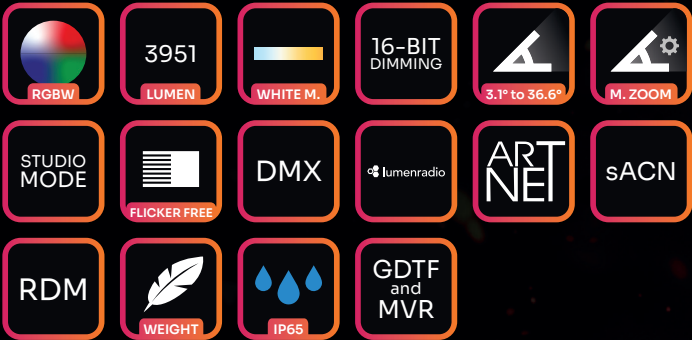 RGBW
3951
LUMEN
WHITE M.
16-BIT
DIMMING
3.1° to 36.6°
M. ZOOM
STUDIO
MODE
FLICKER FREE
DMX
lumenradio
ART
NET
sACN
RDM
WEIGHT
IP65
GDTF
and
MVR